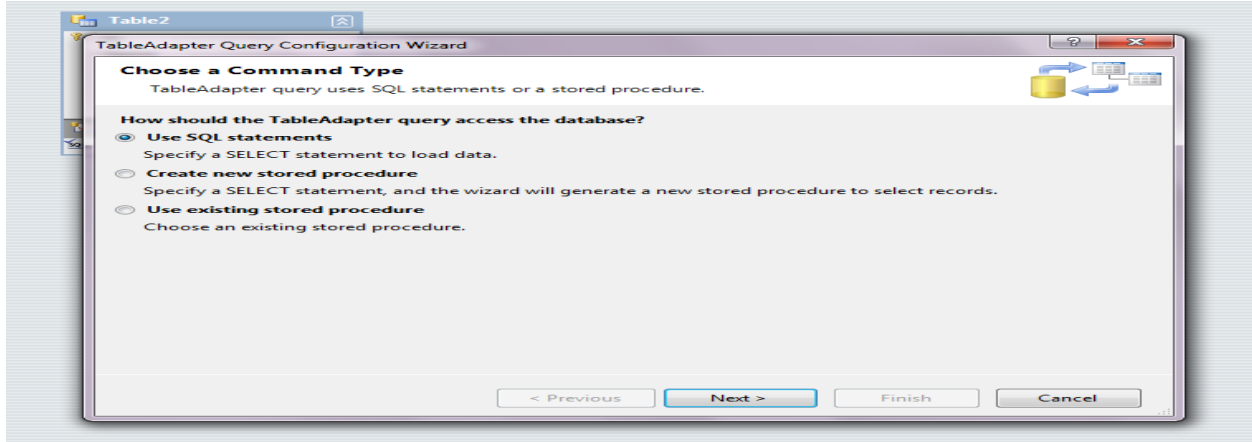 Table2
TableAdapter Query Configuration Wizard
Choose a Command Type
TableAdapter query uses SQL statements or a stored procedure.
How should the TableAdapter query access the database?
Use SQL statements
Specify a SELECT statement to load data.
Create new stored procedure
Specify a SELECT statement, and the wizard will generate a new stored procedure to select records.
Use existing stored procedure
Choose an existing stored procedure.
< Previous Next > Finish Cancel